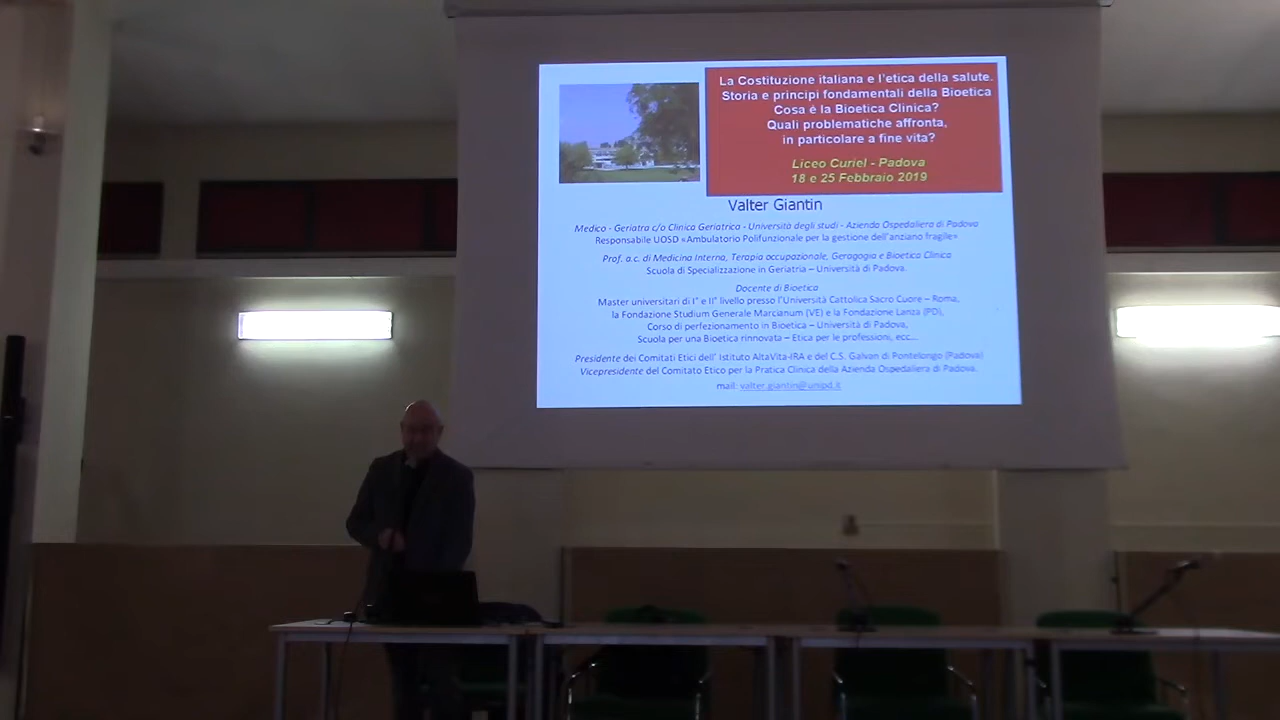 La Costituzione italiana e l'etica della salute.
Storia e principi fondamentali della Bioetica
Cosa è la Bioetica Clinica?
Quali problematiche affronta,
in particolare a fine vita?
Liceo Curiel - Padova
18 e 25 Febbraio 2019
Valter Giantin
Medico - Geriatra c/o Clinica Geriatrica - Università degli studi - Azienda Ospedaliera di Padova
Responsabile UOSD «Ambulatorio Polifunzionale per la gestione dell'anziano fragile»
Prof. a.c. di Medicina Interna, Terapia occupazionale, Geragogia e Bioetica Clinica
Scuola di Specializzazione in Geriatria – Università di Padova.
Docente di Bioetica
Master universitari di I° e II° livello presso l'Università Cattolica Sacro Cuore – Roma,
la Fondazione Studium Generale Marcianum (VE) e la Fondazione Lanza (PD),
Corso di perfezionamento in Bioetica – Università di Padova,
Scuola per una Bioetica rinnovata – Etica per le professioni, ecc...
Presidente dei Comitati Etici dell' Istituto AltaVita-IRA e del C.S. Galvan di Pontelongo (Padova)
Vicepresidente del Comitato Etico per la Pratica Clinica della Azienda Ospedaliera di Padova.
mail: valter.giantin@unipd.it